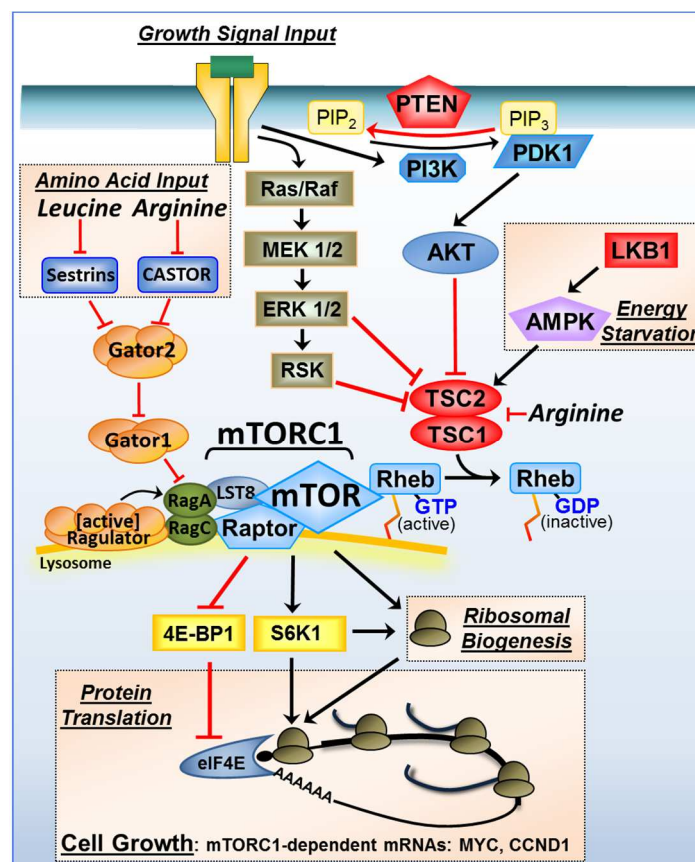 Growth Signal Input
PTEN
PIP2
PIP3
PI3K
PDK1
Amino Acid Input
Leucine Arginine
Sestrins
CASTOR
Ras/Raf
MEK 1/2
ERK 1/2
RSK
AKT
LKB1
AMPK
Energy
Starvation
Gator2
Gator1
TSC2
TSC1
Arginine
mTORC1
RagA
LST8
mTOR
Rheb
GTP
(active)
Rheb
GDP
(inactive)
[active]
Ragulator
RagC
Raptor
Lysosome
4E-BP1
S6K1
Ribosomal
Biogenesis
Protein
Translation
eIF4E
AAAAAA
Cell Growth: mTORC1-dependent mRNAs: MYC, CCND1